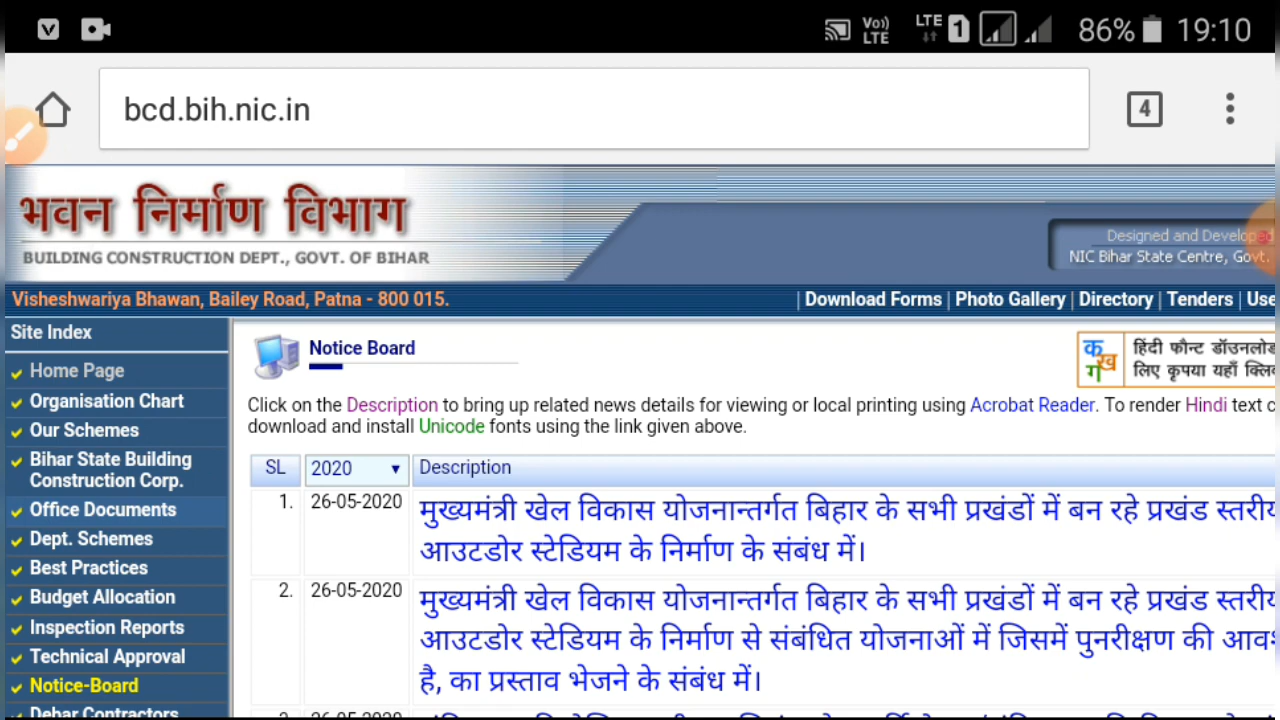 Vo)) LTE LTE 1 86% 19:10
bcd.bih.nic.in 4
भवन निर्माण विभाग
BUILDING CONSTRUCTION DEPT., GOVT. OF BIHAR
Designed and Develop
NIC Bihar State Centre, Govt.
Visheshwariya Bhawan, Bailey Road, Patna - 800 015.
| Download Forms | Photo Gallery | Directory | Tenders | Use
Site Index
Home Page
Organisation Chart
Our Schemes
Bihar State Building
Construction Corp.
Office Documents
Dept. Schemes
Best Practices
Budget Allocation
Inspection Reports
Technical Approval
Notice-Board
Debar Contractors
Notice Board
क ख ग
हिंदी फौन्ट डॉउनलोड
लिए कृपया यहाँ क्लि
Click on the Description to bring up related news details for viewing or local printing using Acrobat Reader. To render Hindi text
download and install Unicode fonts using the link given above.
SL 2020 Description
1. 26-05-2020 मुख्यमंत्री खेल विकास योजनान्तर्गत बिहार के सभी प्रखंडों में बन रहे प्रखंड स्तरीय
आउटडोर स्टेडियम के निर्माण के संबंध में।
2. 26-05-2020 मुख्यमंत्री खेल विकास योजनान्तर्गत बिहार के सभी प्रखंडों में बन रहे प्रखंड स्तरीय
आउटडोर स्टेडियम के निर्माण से संबंधित योजनाओं में जिसमें पुनरीक्षण की
है, का प्रस्ताव भेजने के संबंध में।